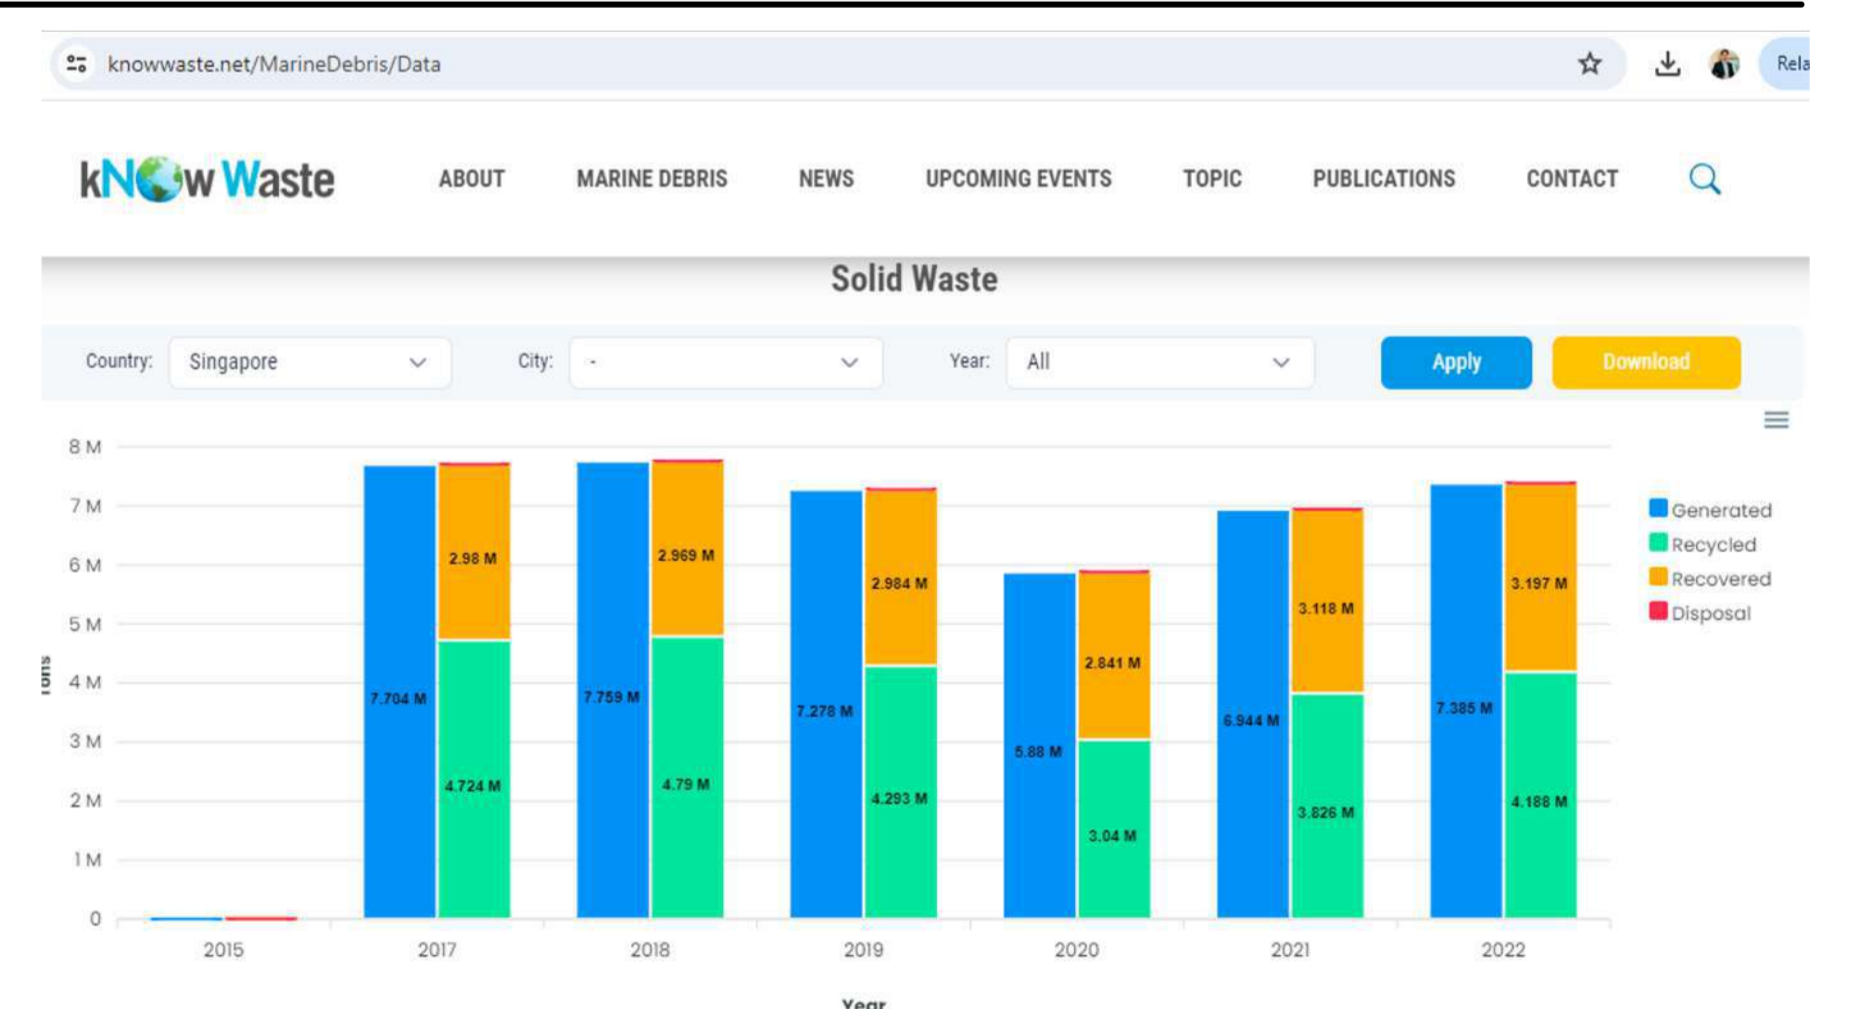 knowwaste.net/MarineDebris/Data
kNOw Waste ABOUT MARINE DEBRIS NEWS UPCOMING EVENTS TOPIC PUBLICATIONS CONTACT
Solid Waste
Country: Singapore City: - Year: All Apply Download
8 M
7 M
6 M
5 M
4 M
3 M
2 M
1 M
0
Tons
7.704 M
2.98 M
4.724 M
7.759 M
2.969 M
4.79 M
7.278 M
2.984 M
4.293 M
5.88 M
2.841 M
3.04 M
6.944 M
3.118 M
3.826 M
7.385 M
3.197 M
4.188 M
Generated
Recycled
Recovered
Disposal
2015 2017 2018 2019 2020 2021 2022
Year